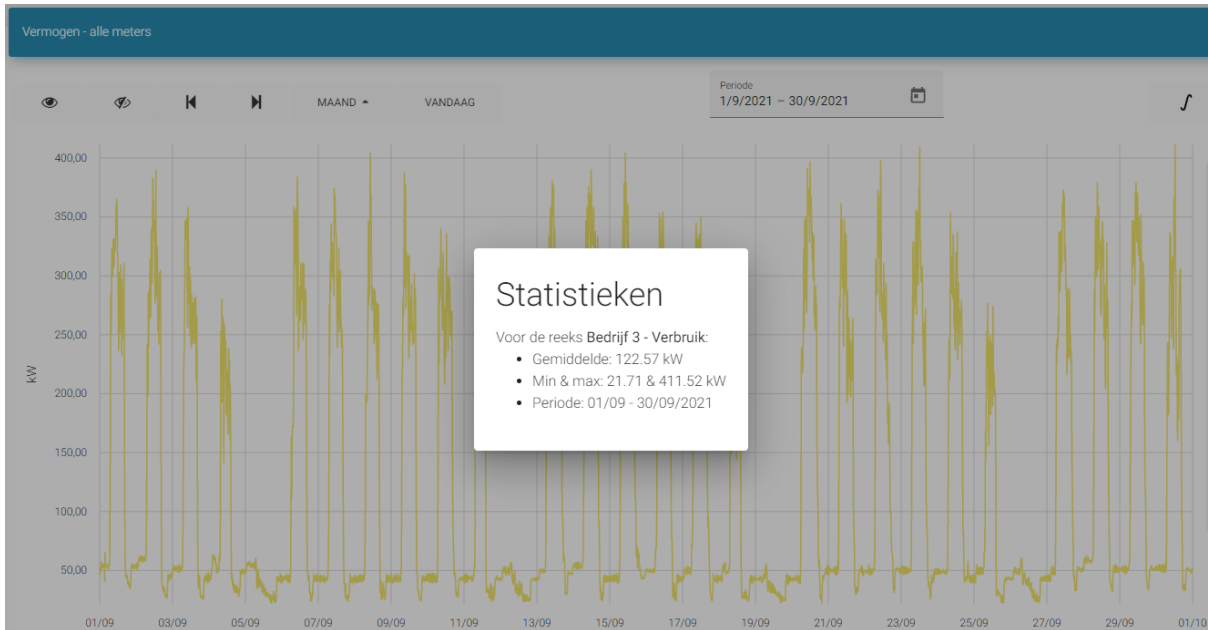 Vermogen - alle meters
MAAND
VANDAAG
Periode
1/9/2021 – 30/9/2021
400,00
350,00
300,00
250,00
200,00
150,00
100,00
50,00
kW
Statistieken
Voor de reeks Bedrijf 3 - Verbruik:
• Gemiddelde: 122.57 kW
• Min & max: 21.71 & 411.52 kW
• Periode: 01/09 - 30/09/2021
01/09 03/09 05/09 07/09 09/09 11/09 13/09 15/09 17/09 19/09 21/09 23/09 25/09 27/09 29/09 01/10